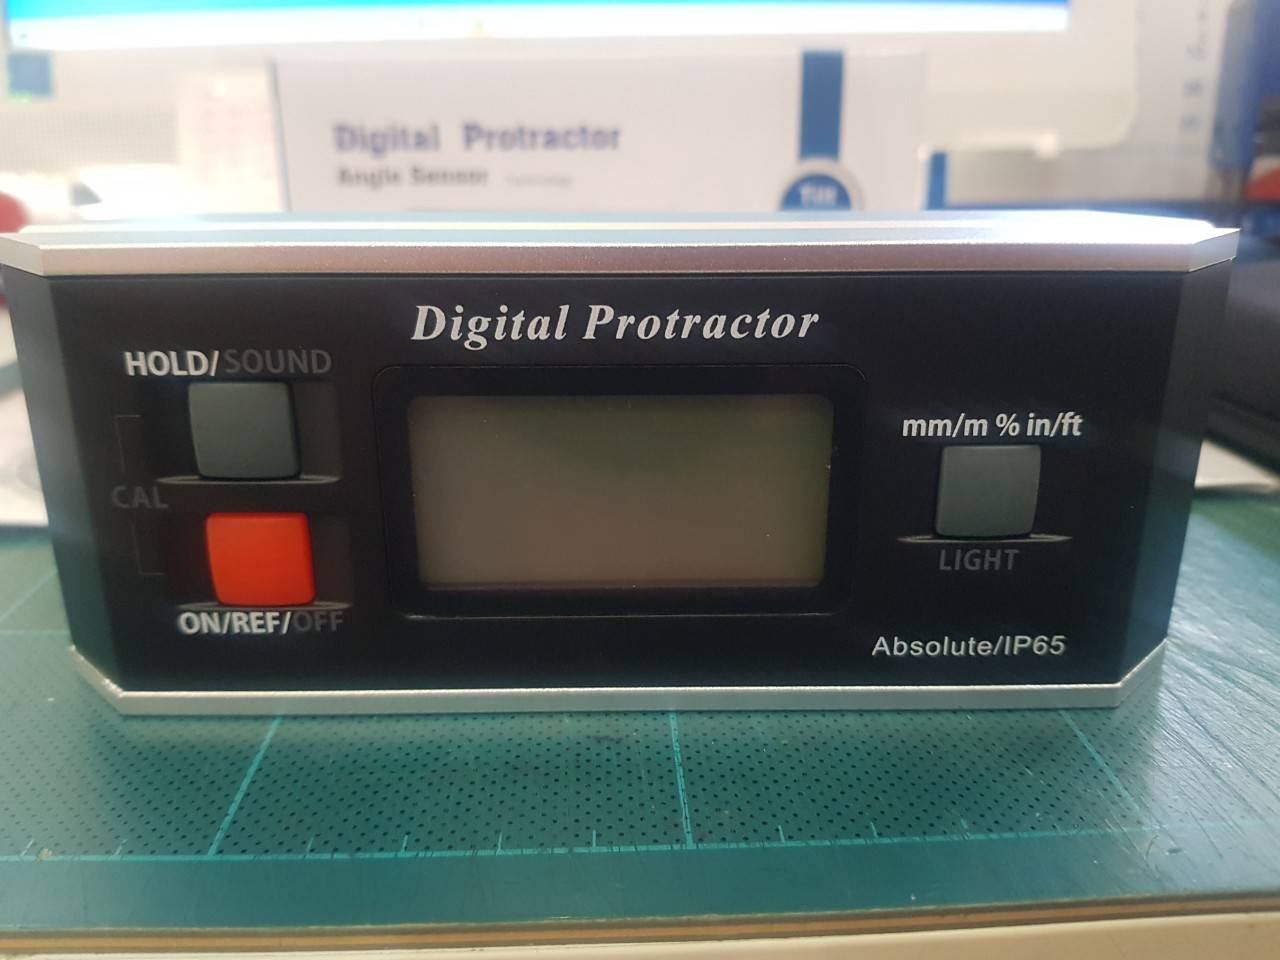 Digital Protractor
Angle Sensor
Digital Protractor
HOLD/SOUND
CAL
ON/REF/OFF
mm/m % in/ft
LIGHT
Absolute/IP65